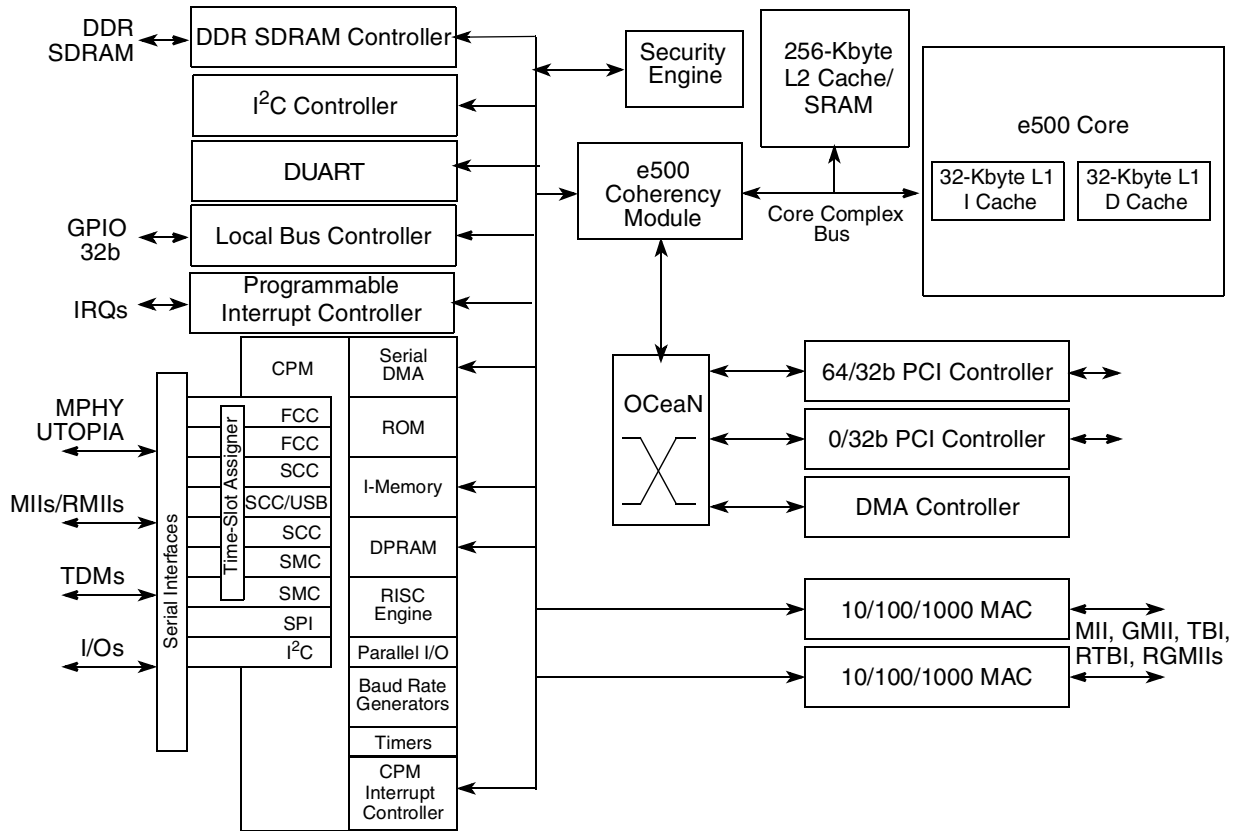 DDR
SDRAM
DDR SDRAM Controller
I²C Controller
DUART
GPIO
32b
Local Bus Controller
IRQs
Programmable
Interrupt Controller
Security
Engine
256-Kbyte
L2 Cache/
SRAM
e500 Core
32-Kbyte L1
I Cache
32-Kbyte L1
D Cache
e500
Coherency
Module
Core Complex
Bus
MPHY
UTOPIA
MIIs/RMIIs
TDMs
I/Os
Serial Interfaces
Time-Slot Assigner
CPM
FCC
FCC
SCC
SCC/USB
SCC
SMC
SMC
SPI
I²C
Serial
DMA
ROM
I-Memory
DPRAM
RISC
Engine
Parallel I/O
Baud Rate
Generators
Timers
CPM
Interrupt
Controller
OCeaN
64/32b PCI Controller
0/32b PCI Controller
DMA Controller
10/100/1000 MAC
10/100/1000 MAC
MII, GMII, TBI,
RTBI, RGMIIs